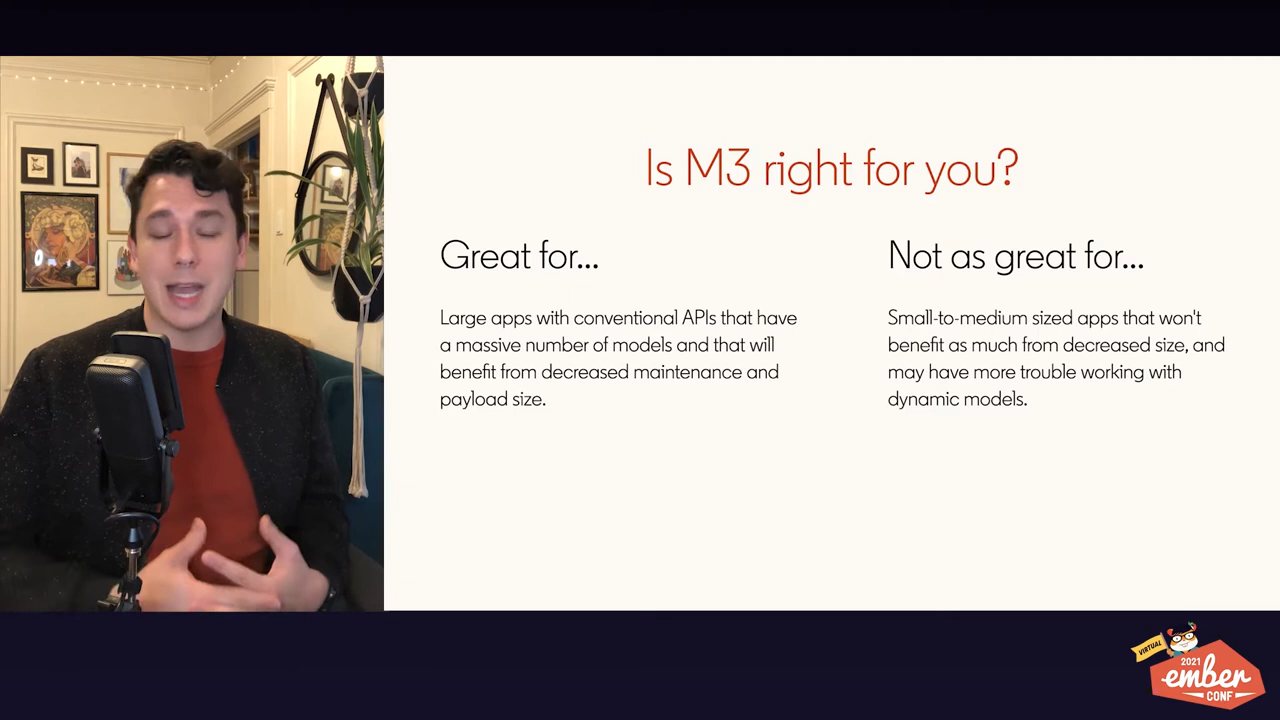 Is M3 right for you?
Great for...
Large apps with conventional APIs that have
a massive number of models and that will
benefit from decreased maintenance and
payload size.
Not as great for...
Small-to-medium sized apps that won't
benefit as much from decreased size, and
may have more trouble working with
dynamic models.
VIRTUAL
2021
ember
CONF